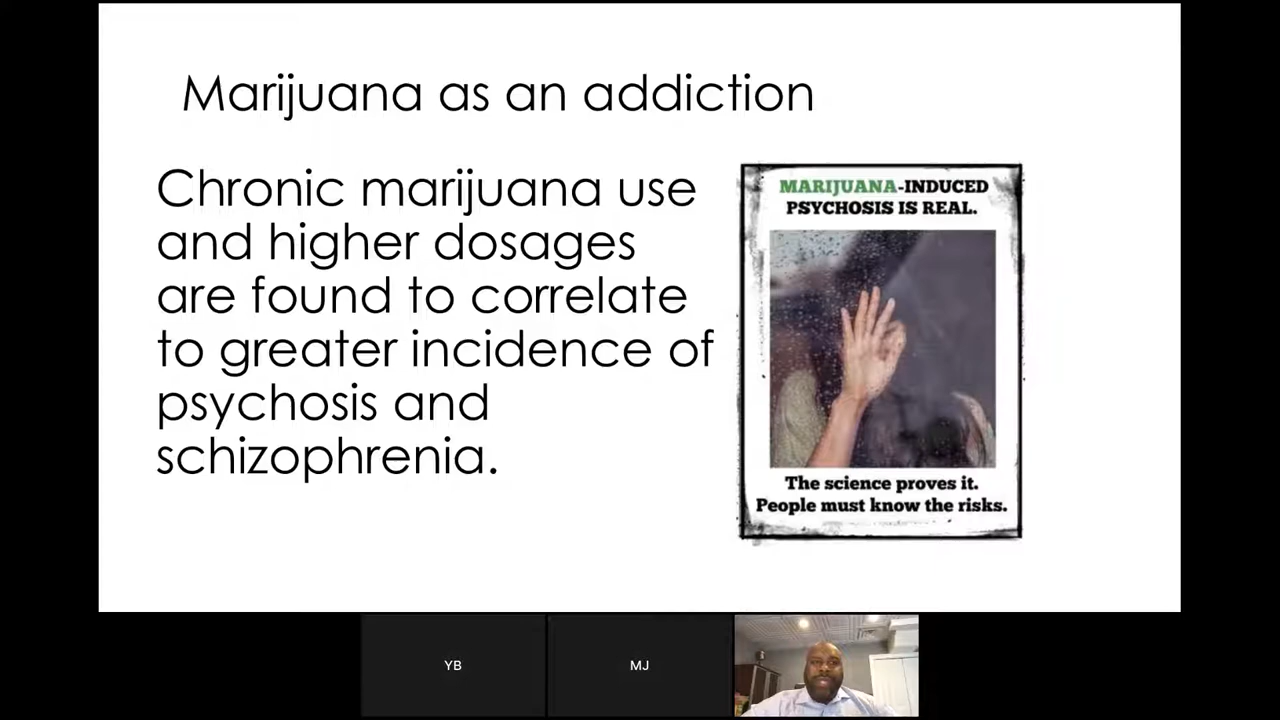 Marijuana as an addiction
Chronic marijuana use
and higher dosages
are found to correlate
to greater incidence of
psychosis and
schizophrenia.
MARIJUANA-INDUCED
PSYCHOSIS IS REAL.
The science proves it.
People must know the risks.
YB
MJ